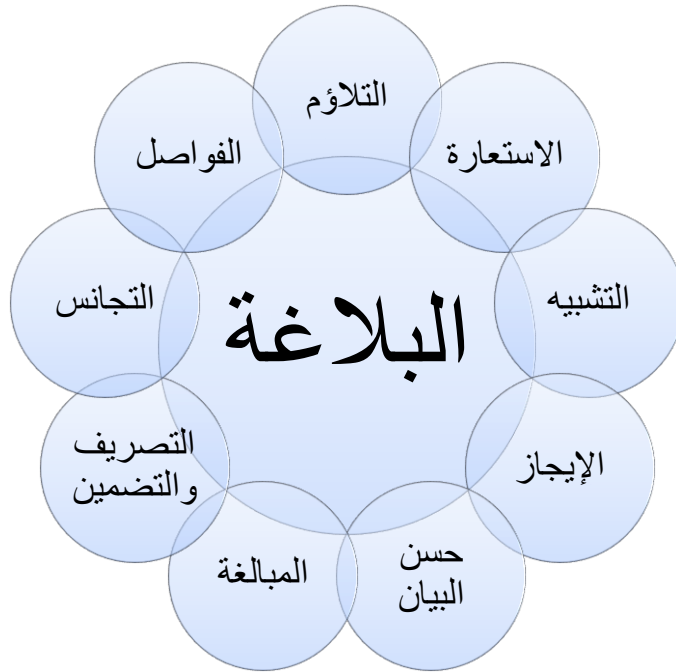 البلاغة
التلاؤم
الاستعارة
التشبيه
الإيجاز
حسن
البيان
المبالغة
التصريف
والتضمين
التجانس
الفواصل